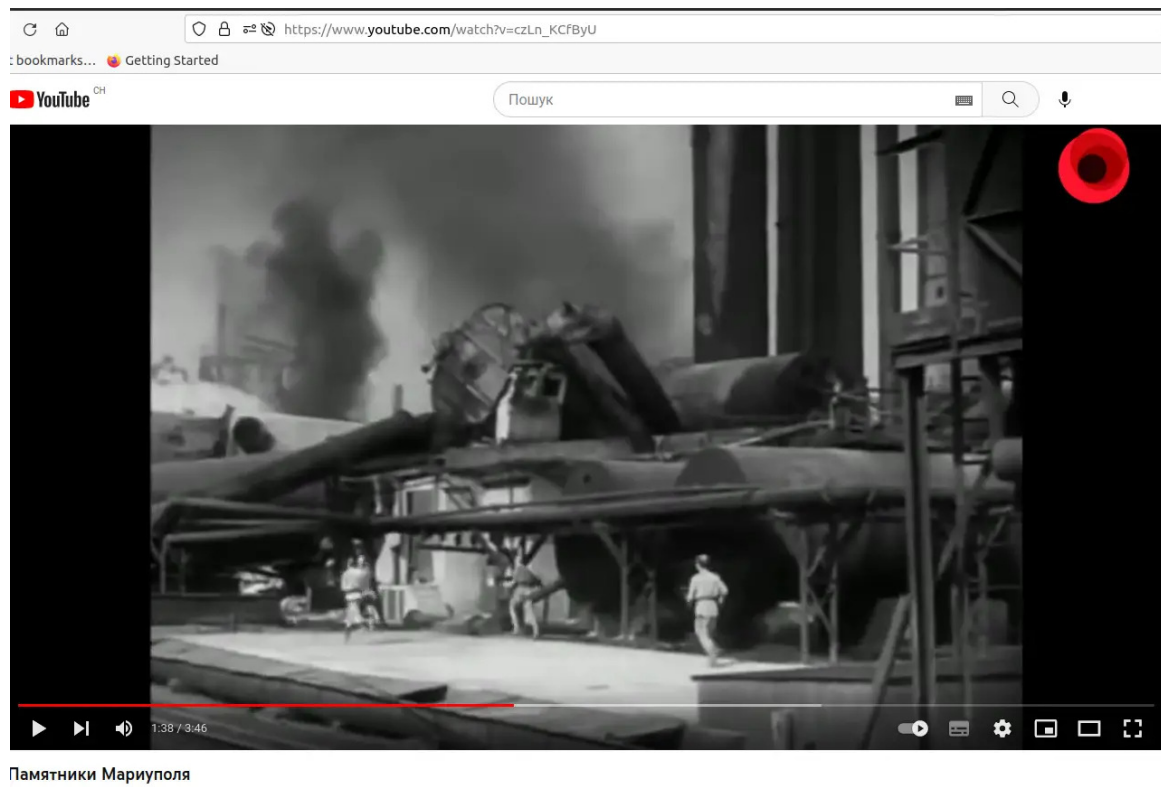 https://www.youtube.com/watch?v=czLn_KCfByU
bookmarks... Getting Started
YouTube CH
Пошук
1:38 / 3:46
Памятники Мариуполя